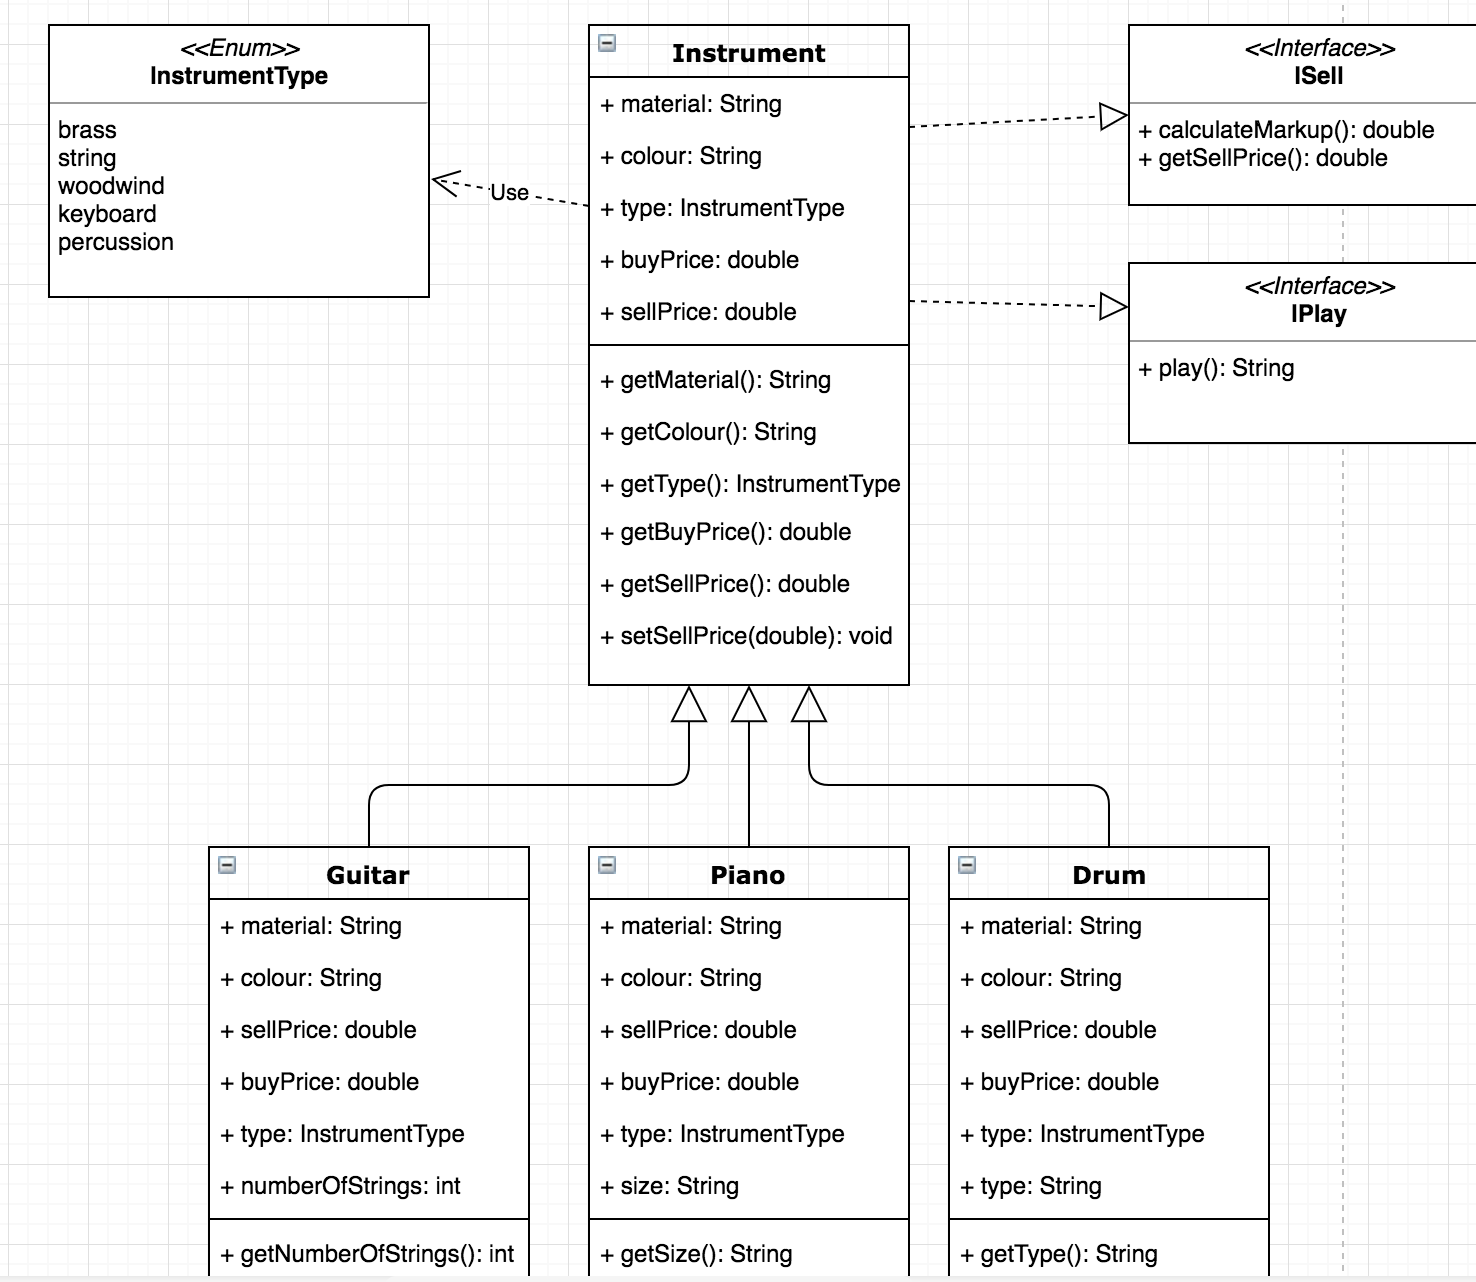 <<Enum>>
InstrumentType
brass
string
woodwind
keyboard
percussion
Use
Instrument
+ material: String
+ colour: String
+ type: InstrumentType
+ buyPrice: double
+ sellPrice: double
+ getMaterial(): String
+ getColour(): String
+ getType(): InstrumentType
+ getBuyPrice(): double
+ getSellPrice(): double
+ setSellPrice(double): void
<<Interface>>
ISell
+ calculateMarkup(): double
+ getSellPrice(): double
<<Interface>>
IPlay
+ play(): String
Guitar
+ material: String
+ colour: String
+ sellPrice: double
+ buyPrice: double
+ type: InstrumentType
+ numberOfStrings: int
+ getNumberOfStrings(): int
Piano
+ material: String
+ colour: String
+ sellPrice: double
+ buyPrice: double
+ type: InstrumentType
+ size: String
+ getSize(): String
Drum
+ material: String
+ colour: String
+ sellPrice: double
+ buyPrice: double
+ type: InstrumentType
+ type: String
+ getType(): String